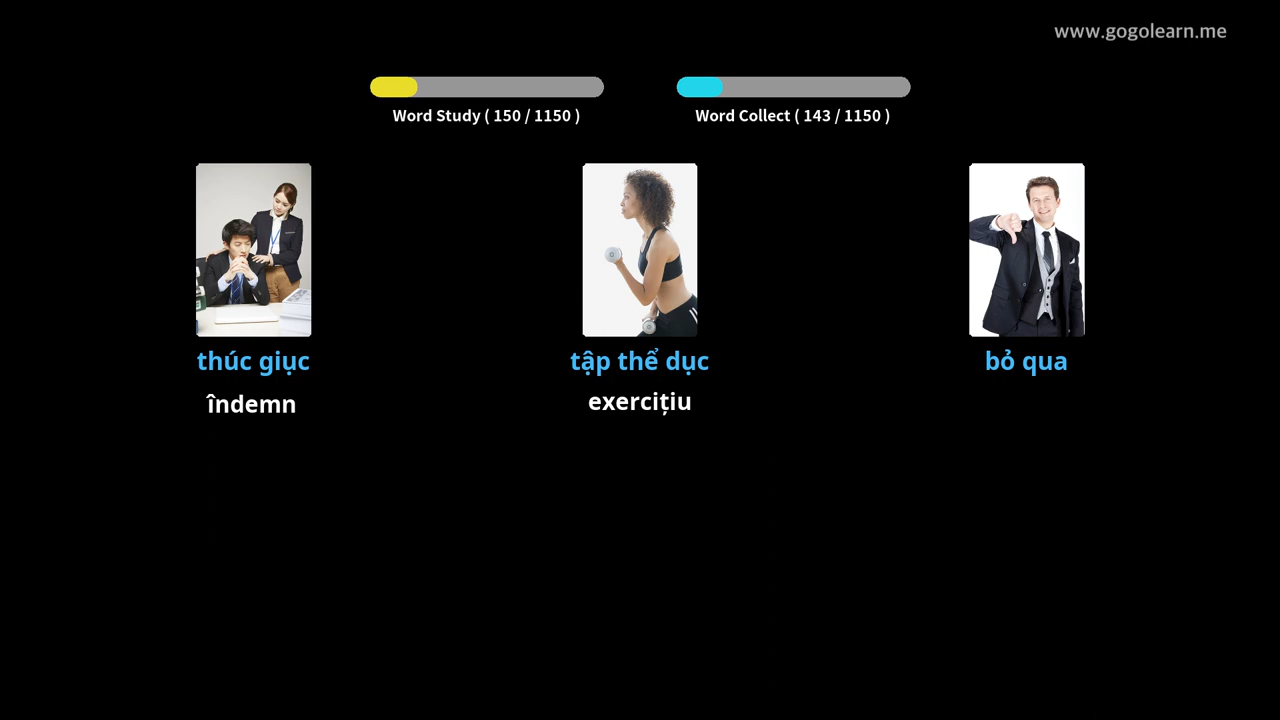 www.gogolearn.me
Word Study ( 150 / 1150 )
Word Collect ( 143 / 1150 )
thúc giục
îndemn
tập thể dục
exercițiu
bỏ qua